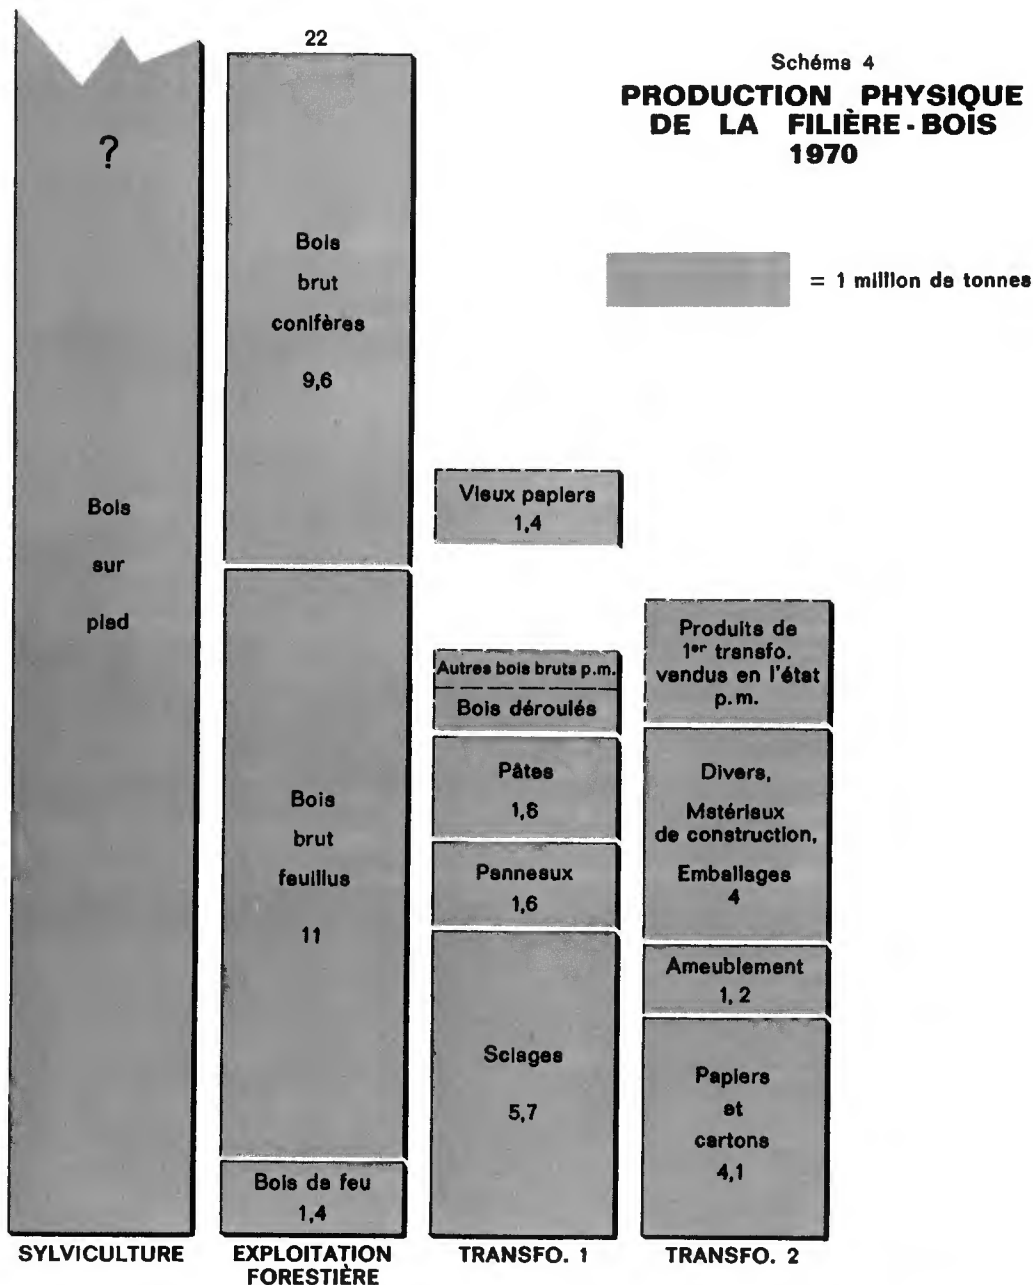 Schéma 4
PRODUCTION PHYSIQUE
DE LA FILIÈRE-BOIS
1970
= 1 million de tonnes
?
Bois
sur
pied
SYLVICULTURE
22
Bois
brut
conifères
9,6
Bois
brut
feuillus
11
Bois de feu
1,4
EXPLOITATION
FORESTIÈRE
Vieux papiers
1,4
Autres bois bruts p.m.
Bois déroulés
Pâtes
1,6
Panneaux
1,6
Sciages
5,7
TRANSFO. 1
Produits de
1er transfo.
vendus en l'état
p.m.
Divers,
Matériaux
de construction,
Emballages
4
Ameublement
1, 2
Papiers
et
cartons
4,1
TRANSFO. 2